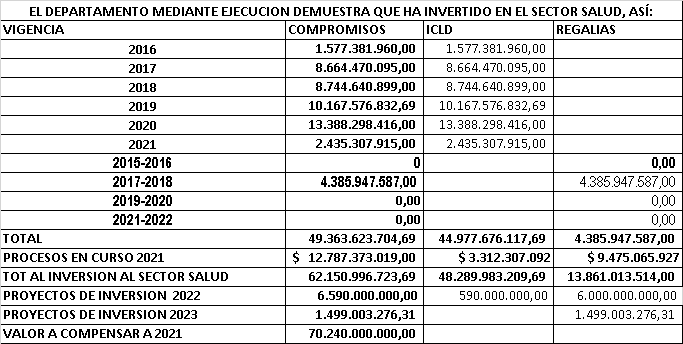 EL DEPARTAMENTO MEDIANTE EJECUCION DEMUESTRA QUE HA INVERTIDO EN EL SECTOR SALUD, ASÍ:
VIGENCIA COMPROMISOS ICLD REGALIAS
2016 1.577.381.960,00 1.577.381.960,00
2017 8.664.470.095,00 8.664.470.095,00
2018 8.744.640.899,00 8.744.640.899,00
2019 10.167.576.832,69 10.167.576.832,69
2020 13.388.298.416,00 13.388.298.416,00
2021 2.435.307.915,00 2.435.307.915,00
2015-2016 0 0,00
2017-2018 4.385.947.587,00 4.385.947.587,00
2019-2020 0,00 0,00
2021-2022 0,00 0,00
TOTAL 49.363.623.704,69 44.977.676.117,69 4.385.947.587,00
PROCESOS EN CURSO 2021 $ 12.787.373.019,00 $ 3.312.307.092 $ 9.475.065.927
TOT AL INVERSION AL SECTOR SALUD 62.150.996.723,69 48.289.983.209,69 13.861.013.514,00
PROYECTOS DE INVERSION 2022 6.590.000.000,00 590.000.000,00 6.000.000.000,00
PROYECTOS DE INVERSION 2023 1.499.003.276,31 1.499.003.276,31
VALOR A COMPENSAR A 2021 70.240.000.000,00